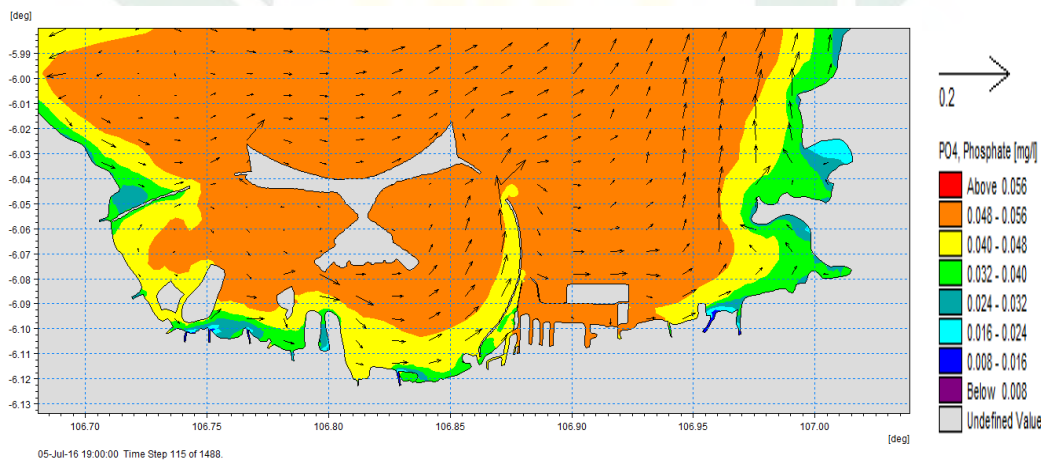 [deg]
-5.99
-6.00
-6.01
-6.02
-6.03
-6.04
-6.05
-6.06
-6.07
-6.08
-6.09
-6.10
-6.11
-6.12
-6.13
106.70 106.75 106.80 106.85 106.90 106.95 107.00
[deg]
05-Jul-16 19:00:00 Time Step 115 of 1488.
0.2
PO4, Phosphate [mg/l]
Above 0.056
0.048 - 0.056
0.040 - 0.048
0.032 - 0.040
0.024 - 0.032
0.016 - 0.024
0.008 - 0.016
Below 0.008
Undefined Value